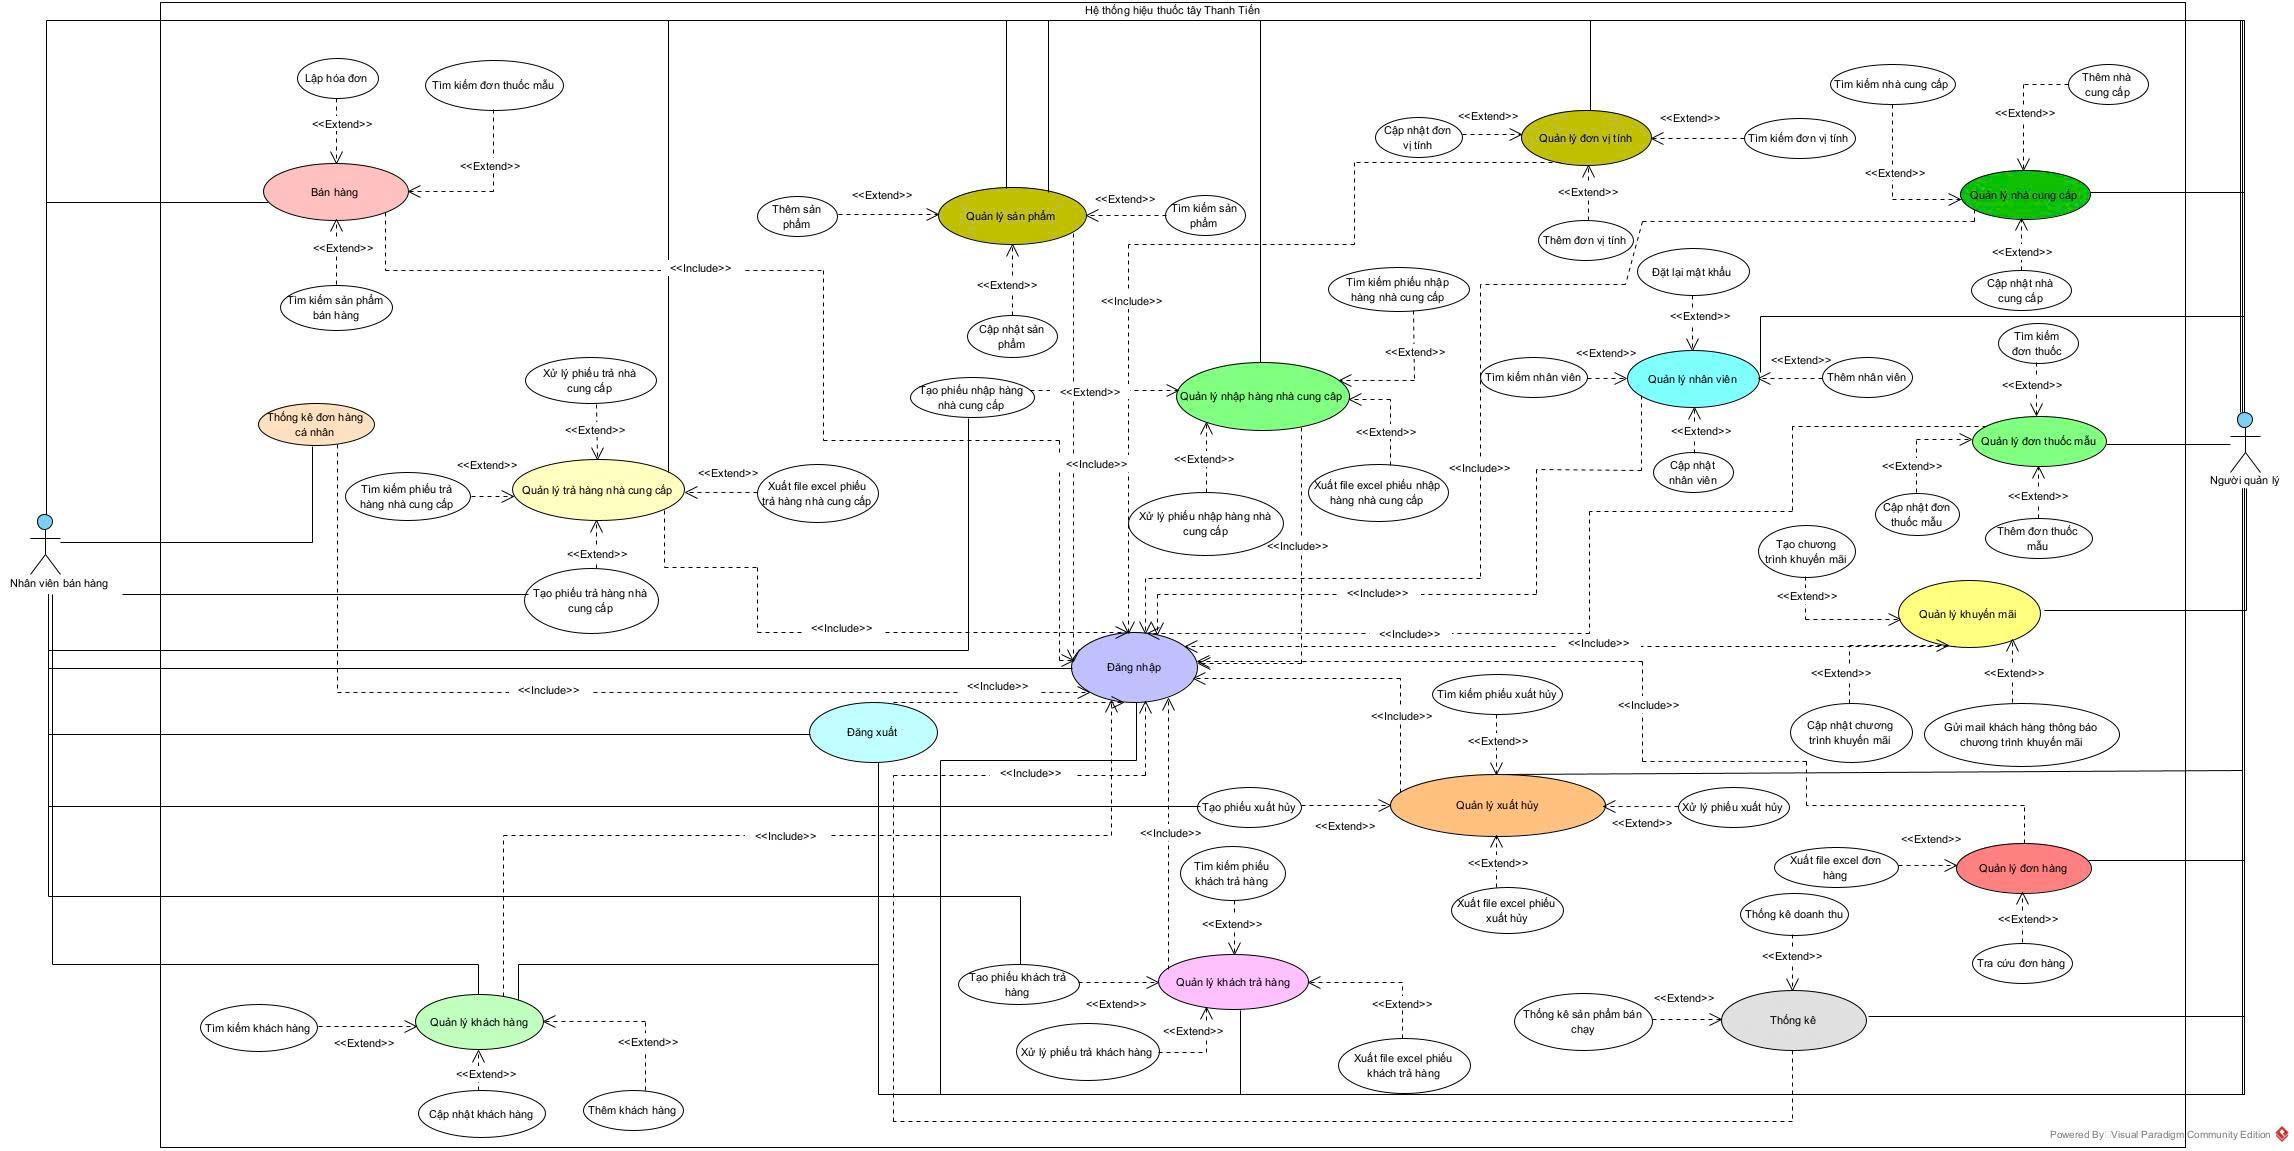 Hệ thống hiệu thuốc tây Thanh Tiến
Lập hóa đơn
Tìm kiếm đơn thuốc mẫu
<<Extend>>
<<Extend>>
Bán hàng
<<Extend>>
Tìm kiếm sản phẩm
bán hàng
<<Include>>
Thêm sản
phẩm
<<Extend>>
Quản lý sản phẩm
<<Extend>>
Tìm kiếm sản
phẩm
<<Extend>>
Cập nhật sản
phẩm
Cập nhật đơn
vị tính
<<Extend>>
Quản lý đơn vị tính
<<Extend>>
Tìm kiếm đơn vị tính
<<Extend>>
Thêm đơn vị tính
<<Include>>
Tìm kiếm nhà cung cấp
Thêm nhà
cung cấp
<<Extend>>
<<Extend>>
Quản lý nhà cung cấp
<<Extend>>
Cập nhật nhà
cung cấp
Đặt lại mật khẩu
<<Extend>>
Tìm kiếm nhân viên
<<Extend>>
Quản lý nhân viên
<<Extend>>
Thêm nhân viên
<<Extend>>
Cập nhật
nhân viên
Tìm kiếm phiếu nhập
hàng nhà cung cấp
<<Extend>>
Tạo phiếu nhập hàng
nhà cung cấp
<<Extend>>
Quản lý nhập hàng nhà cung câp
<<Extend>>
<<Extend>>
Xuất file excel phiếu nhập
hàng nhà cung cấp
Xử lý phiếu nhập hàng nhà
cung cấp
<<Include>>
<<Include>>
<<Include>>
Tìm kiếm
đơn thuốc
<<Extend>>
Quản lý đơn thuốc mẫu
<<Extend>>
<<Extend>>
Cập nhật đơn
thuốc mẫu
Thêm đơn thuốc
mẫu
Người quản lý
Xử lý phiếu trả nhà
cung cấp
<<Extend>>
Thống kê đơn hàng
cá nhân
Tìm kiếm phiếu trả
hàng nhà cung cấp
<<Extend>>
Quản lý trả hàng nhà cung cấp
<<Extend>>
Xuất file excel phiếu
trả hàng nhà cung cấp
<<Extend>>
Tạo phiếu trả hàng nhà
cung cấp
Nhân viên bán hàng
<<Include>>
Tạo chương
trình khuyến mãi
<<Extend>>
Quản lý khuyến mãi
<<Extend>>
<<Extend>>
Cập nhật chương
trình khuyến mãi
Gửi mail khách hàng thông báo
chương trình khuyến mãi
<<Include>>
<<Include>>
<<Include>>
Đăng nhập
<<Include>>
<<Include>>
Đăng xuất
<<Include>>
<<Include>>
<<Include>>
<<Include>>
<<Include>>
Tìm kiếm phiếu xuất hủy
<<Extend>>
Tạo phiếu xuất hủy
<<Extend>>
Quản lý xuất hủy
<<Extend>>
Xử lý phiếu xuất hủy
<<Extend>>
Xuất file excel phiếu
xuất hủy
Xuất file excel đơn
hàng
<<Extend>>
Quản lý đơn hàng
<<Extend>>
Tra cứu đơn hàng
Tìm kiếm phiếu
khách trả hàng
<<Extend>>
Tạo phiếu khách trả
hàng
<<Extend>>
Quản lý khách trả hàng
<<Extend>>
<<Extend>>
Xử lý phiếu trả khách hàng
Xuất file excel phiếu
khách trả hàng
Thống kê doanh thu
<<Extend>>
Thống kê sản phẩm bán
chạy
<<Extend>>
Thống kê
Tìm kiếm khách hàng
<<Extend>>
Quản lý khách hàng
<<Extend>>
<<Extend>>
Cập nhật khách hàng
Thêm khách hàng
Powered By Visual Paradigm Community Edition